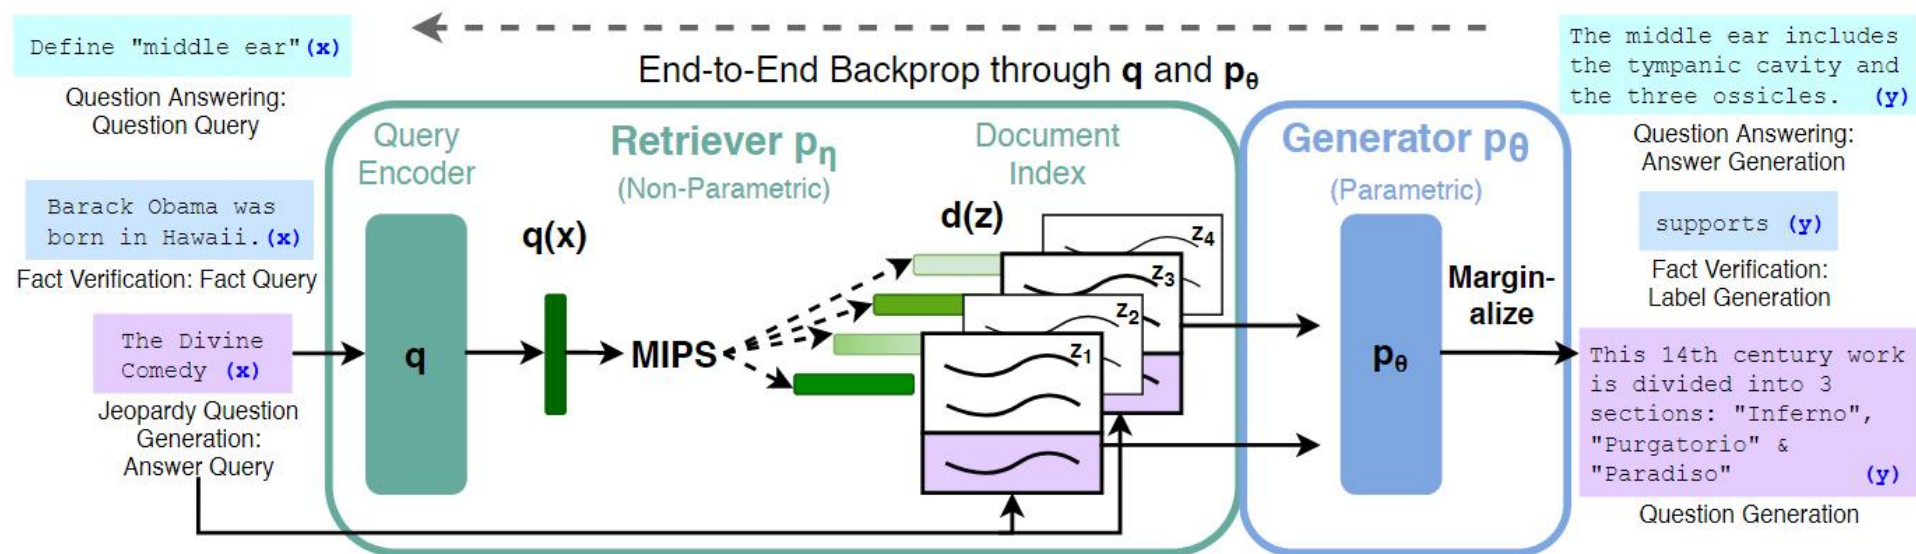 Define "middle ear"(x)
Question Answering:
Question Query
Barack Obama was
born in Hawaii.(x)
Fact Verification: Fact Query
The Divine
Comedy (x)
Jeopardy Question
Generation:
Answer Query
End-to-End Backprop through q and pθ
Query
Encoder
Retriever pη
(Non-Parametric)
Document
Index
q
q(x)
MIPS
d(z)
z4
z3
z2
z1
Generator pθ
(Parametric)
pθ
Margin-
alize
The middle ear includes
the tympanic cavity and
the three ossicles. (y)
Question Answering:
Answer Generation
supports (y)
Fact Verification:
Label Generation
This 14th century work
is divided into 3
sections: "Inferno",
"Purgatorio" &
"Paradiso" (y)
Question Generation